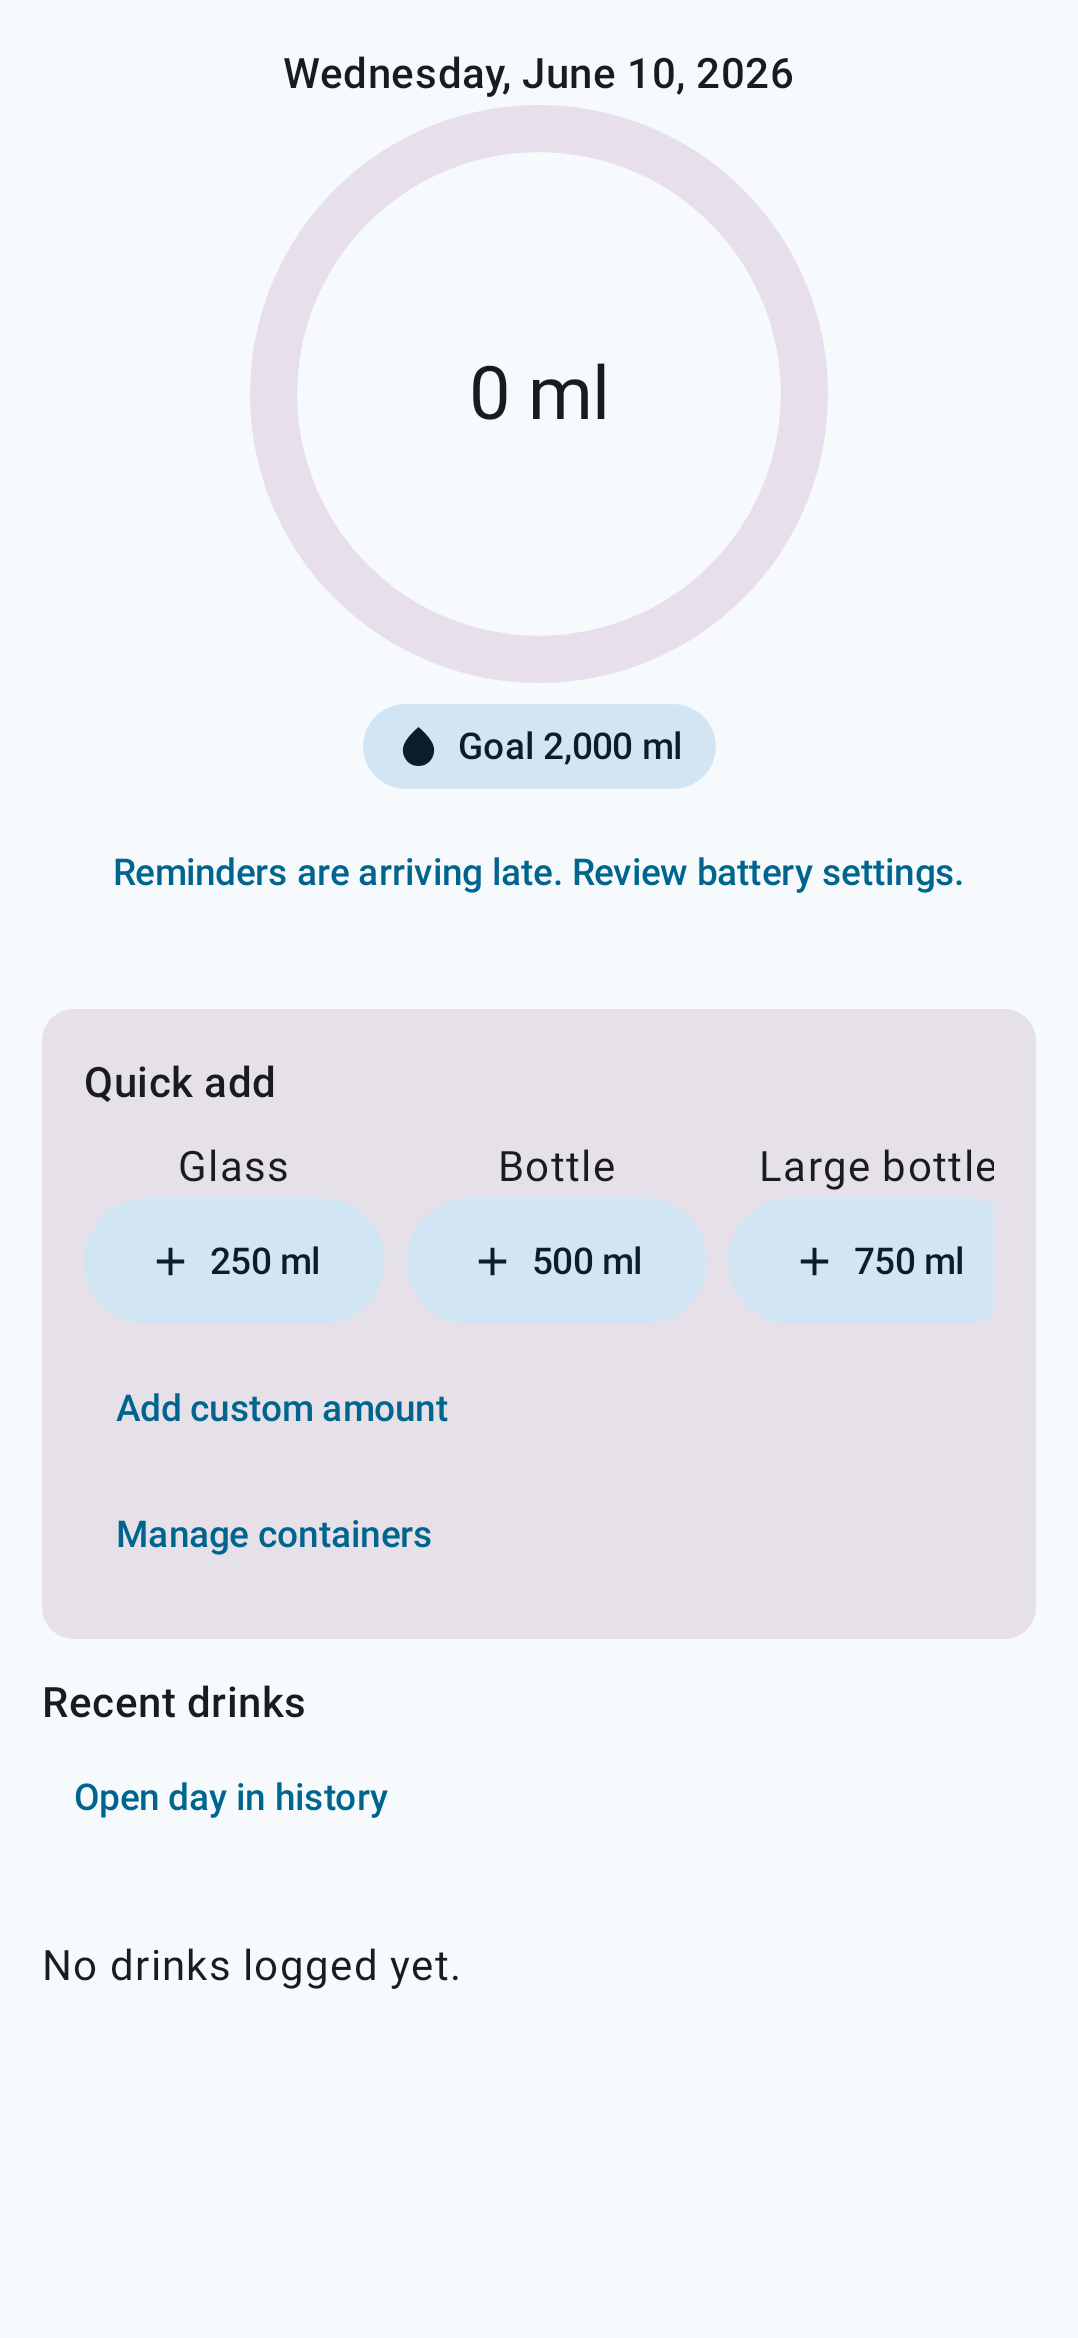 Wednesday, June 10, 2026
0 ml
Goal 2,000 ml
Reminders are arriving late. Review battery settings.
Quick add
Glass Bottle Large bottle
+ 250 ml + 500 ml + 750 ml
Add custom amount
Manage containers
Recent drinks
Open day in history
No drinks logged yet.